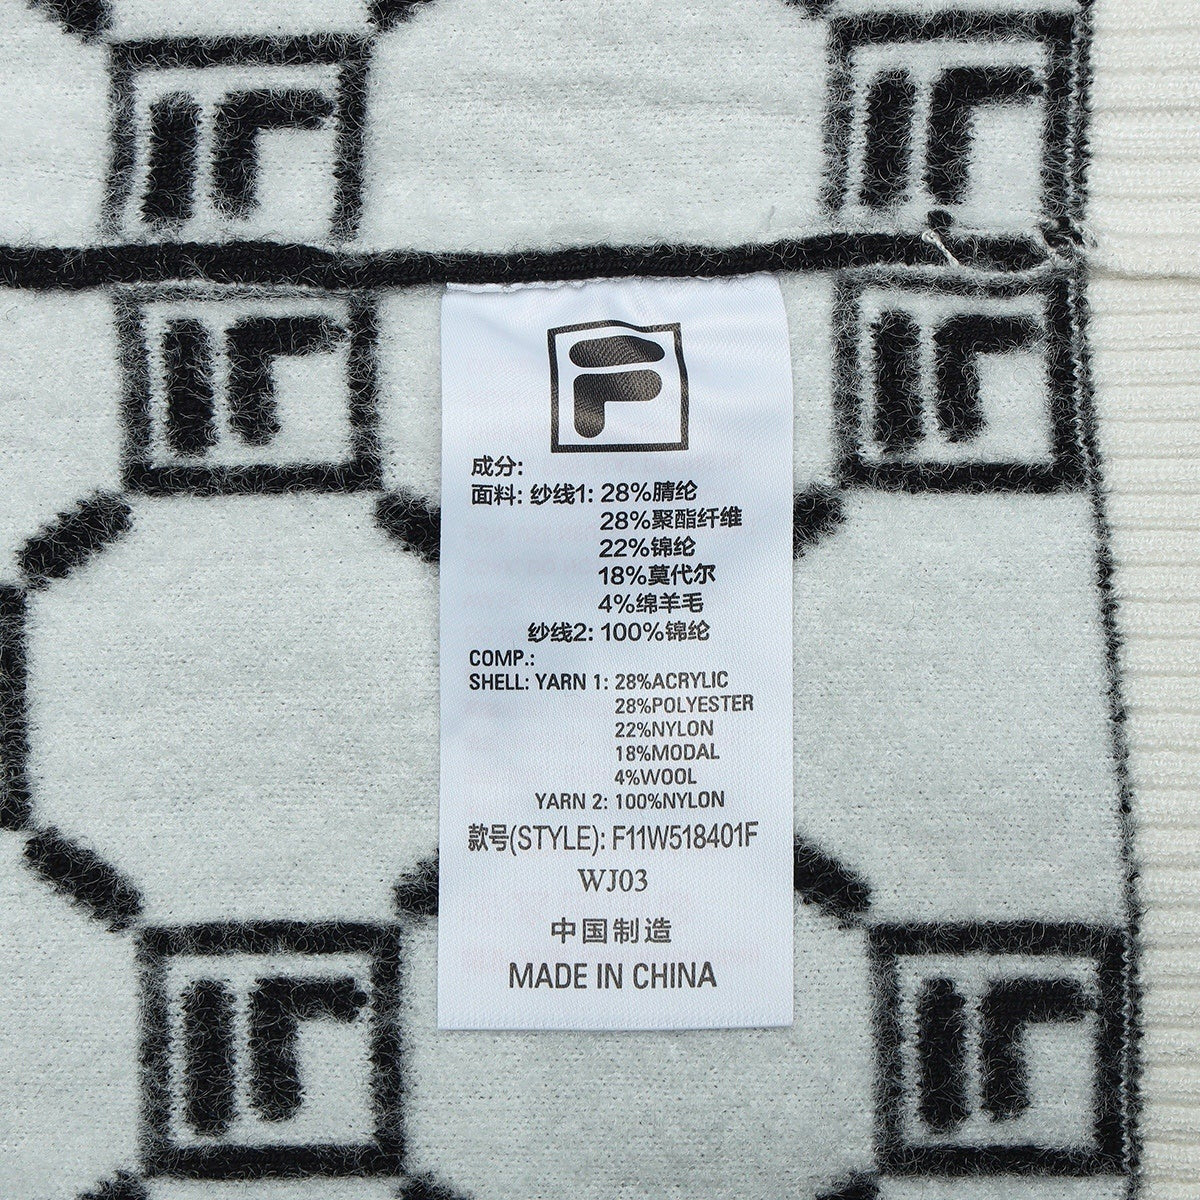 F
成分:
面料: 纱线1: 28%腈纶
28%聚酯纤维
22%锦纶
18%莫代尔
4%绵羊毛
纱线2: 100%锦纶
COMP.:
SHELL: YARN 1: 28%ACRYLIC
28%POLYESTER
22%NYLON
18%MODAL
4%WOOL
YARN 2: 100%NYLON
款号(STYLE): F11W518401F
WJ03
中国制造
MADE IN CHINA